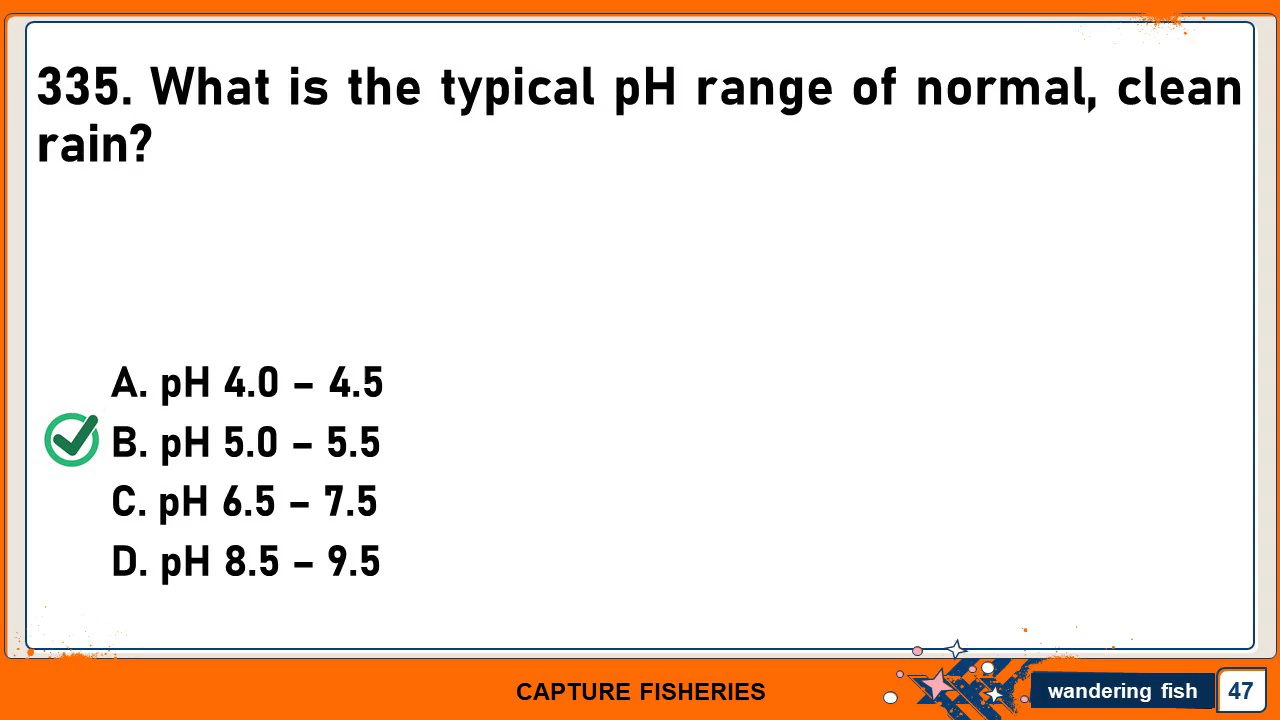 335. What is the typical pH range of normal, clean
rain?
A. pH 4.0 – 4.5
B. pH 5.0 – 5.5
C. pH 6.5 – 7.5
D. pH 8.5 – 9.5
CAPTURE FISHERIES
wandering fish
47